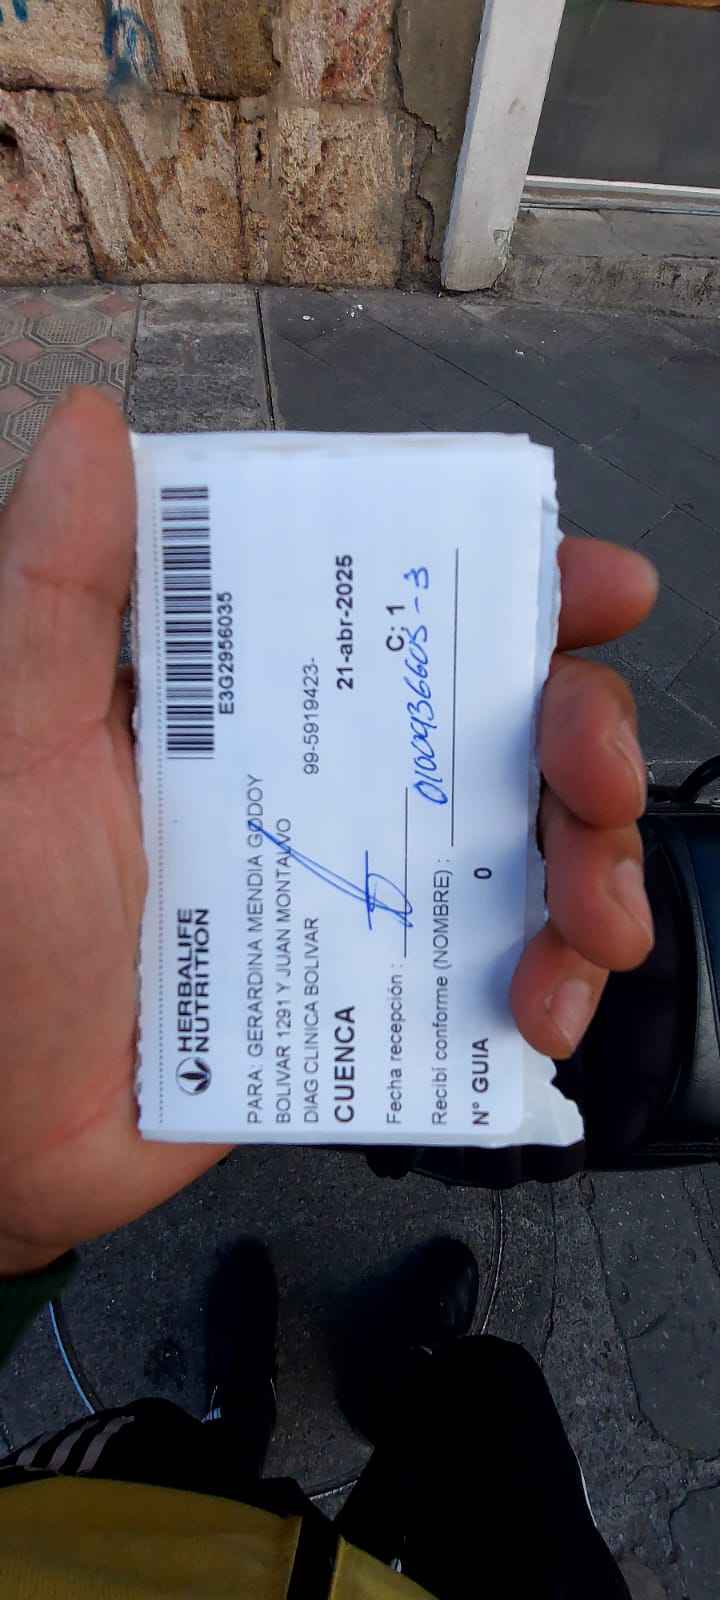 HERBALIFE
NUTRITION
E3G2956035
PARA: GERARDINA MENDIA GODOY
BOLIVAR 1291 Y JUAN MONTALVO
DIAG CLINICA BOLIVAR
99-5919423-
CUENCA
21-abr-2025
Fecha recepción :
C: 1
0100936605-3
Recibí conforme (NOMBRE) :
N° GUIA
0